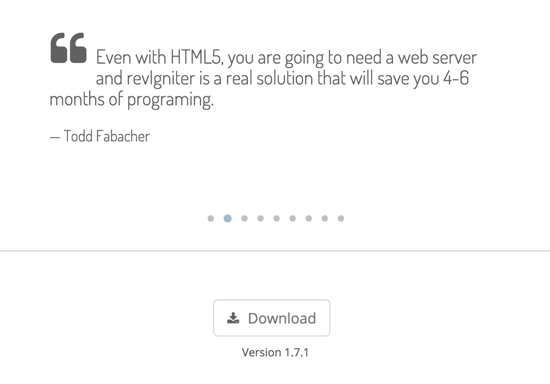 ❝ Even with HTML5, you are going to need a web server
and revIgniter is a real solution that will save you 4-6
months of programing.
— Todd Fabacher
Download
Version 1.7.1